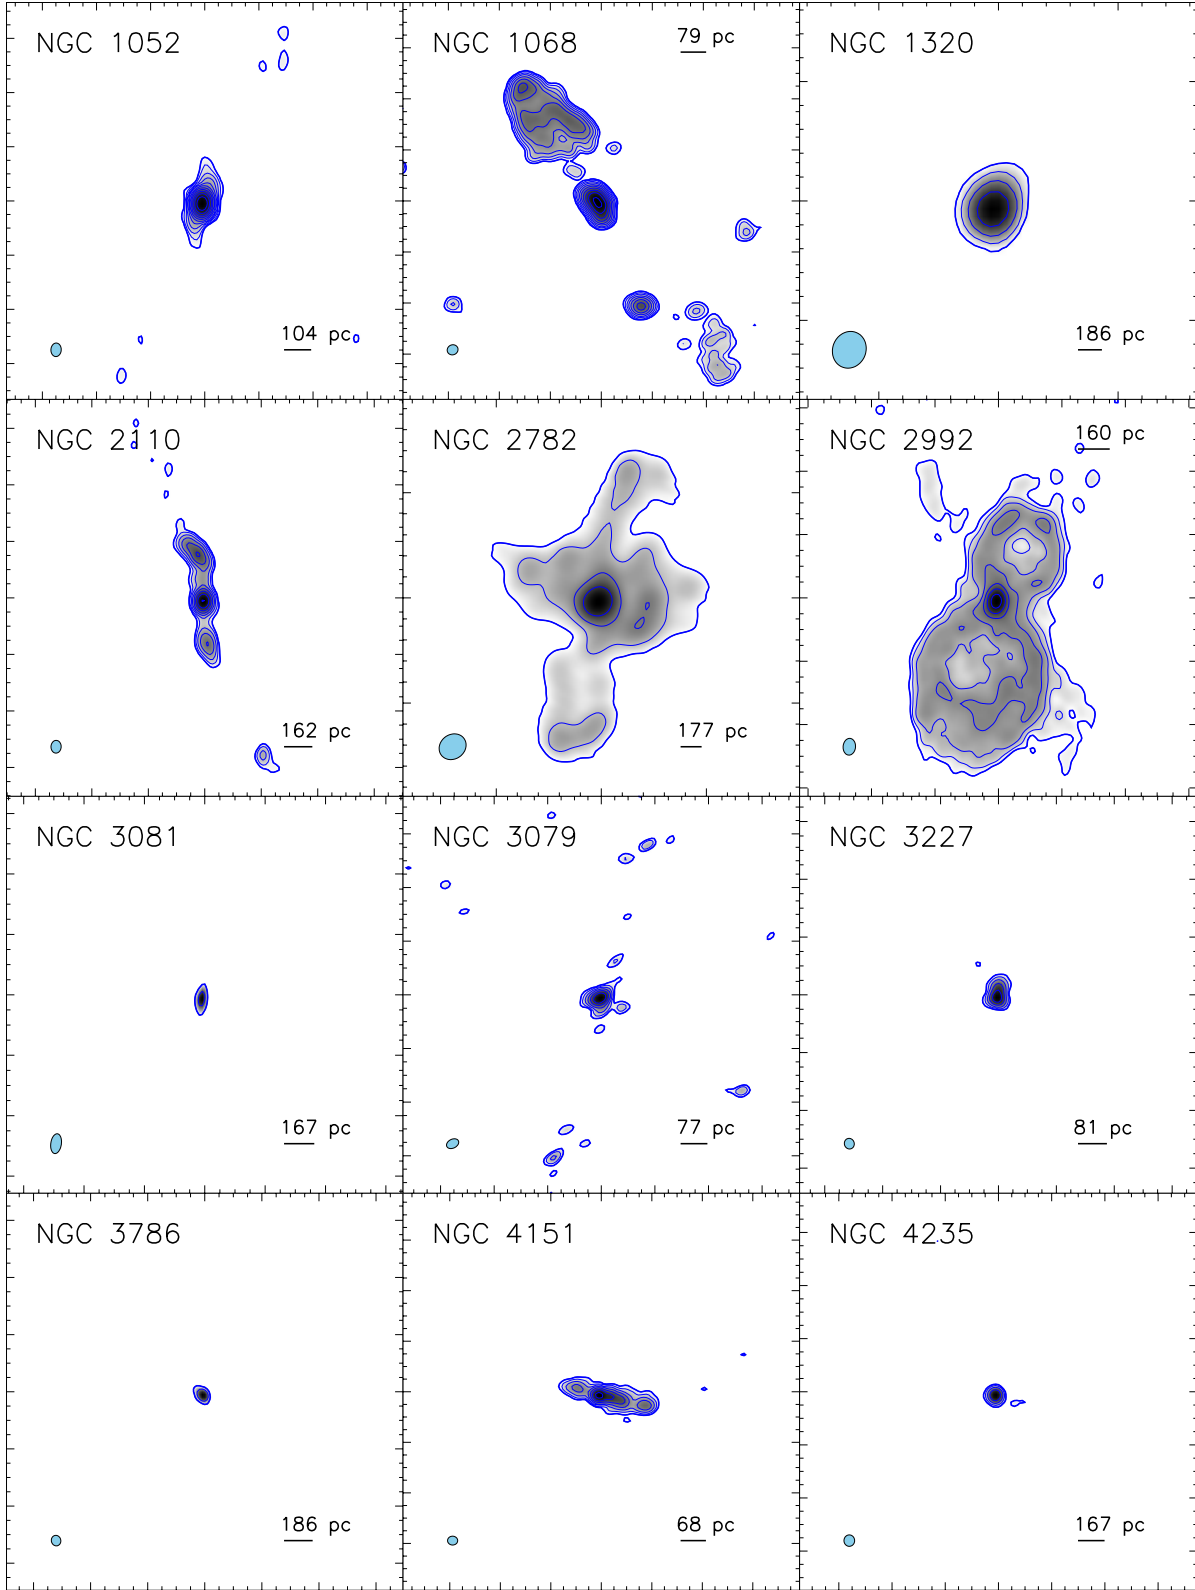 NGC 1052
104 pc
NGC 1068
79 pc
NGC 1320
186 pc
NGC 2110
162 pc
NGC 2782
177 pc
NGC 2992
160 pc
NGC 3081
167 pc
NGC 3079
77 pc
NGC 3227
81 pc
NGC 3786
186 pc
NGC 4151
68 pc
NGC 4235
167 pc